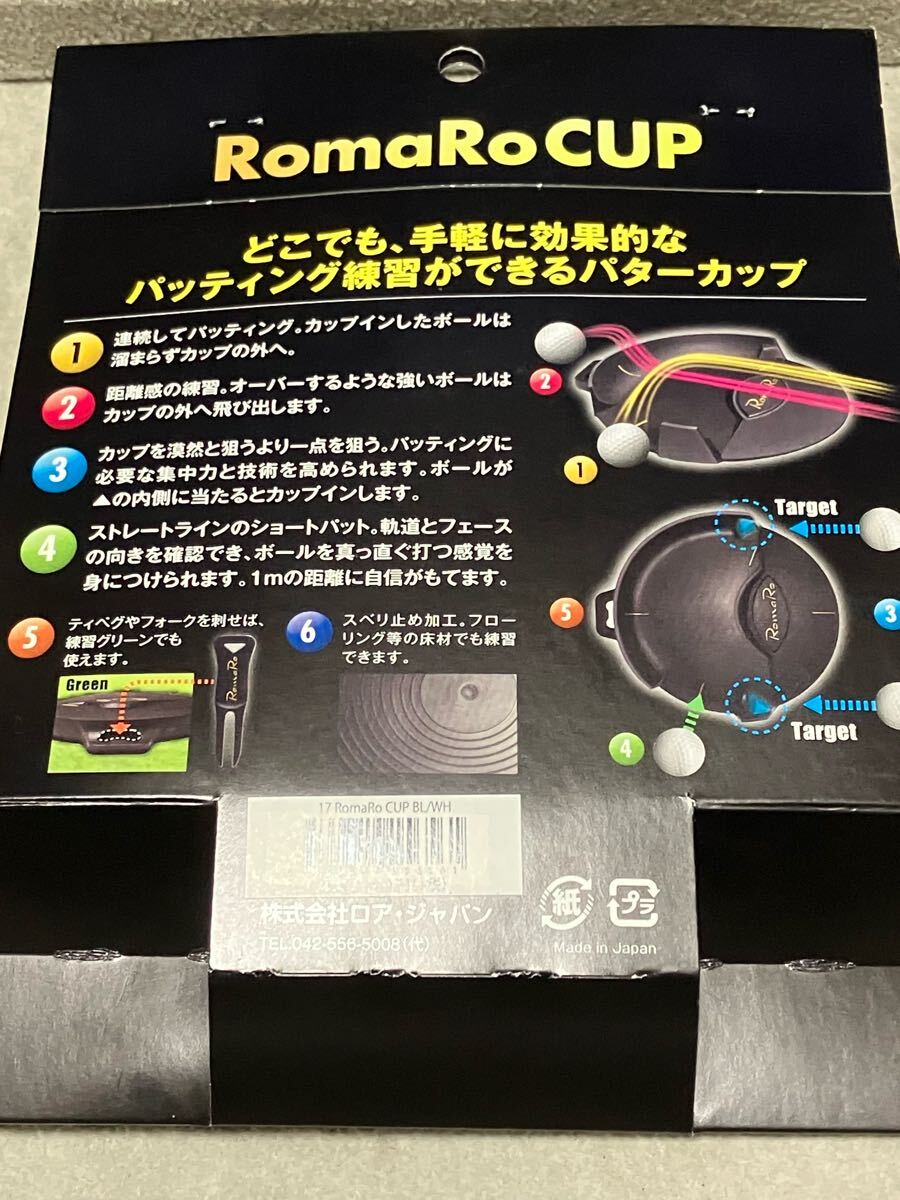 RomaRo CUP
どこでも、手軽に効果的な
パッティング練習ができるパターカップ
1 連続してパッティング。カップインしたボールは
溜まらずカップの外へ。
2 距離感の練習。オーバーするような強いボールは
カップの外へ飛び出します。
3 カップを漠然と狙うより一点を狙う。パッティングに
必要な集中力と技術を高められます。ボールが
▲の内側に当たるとカップインします。
4 ストレートラインのショートパット。軌道とフェース
の向きを確認でき、ボールを真っ直ぐ打つ感覚を
身につけられます。1mの距離に自信がもてます。
5 ティペグやフォークを刺せば、
練習グリーンでも
使えます。
Green
RomaRo
6 スベリ止め加工。フロー
リング等の床材でも練習
できます。
2
RomaRo
1
Target
5
RomaRo
3
Target
4
17 RomaRo CUP BL/WH
株式会社ロア・ジャパン
TEL.042-556-5008(代)
紙
プラ
Made in Japan